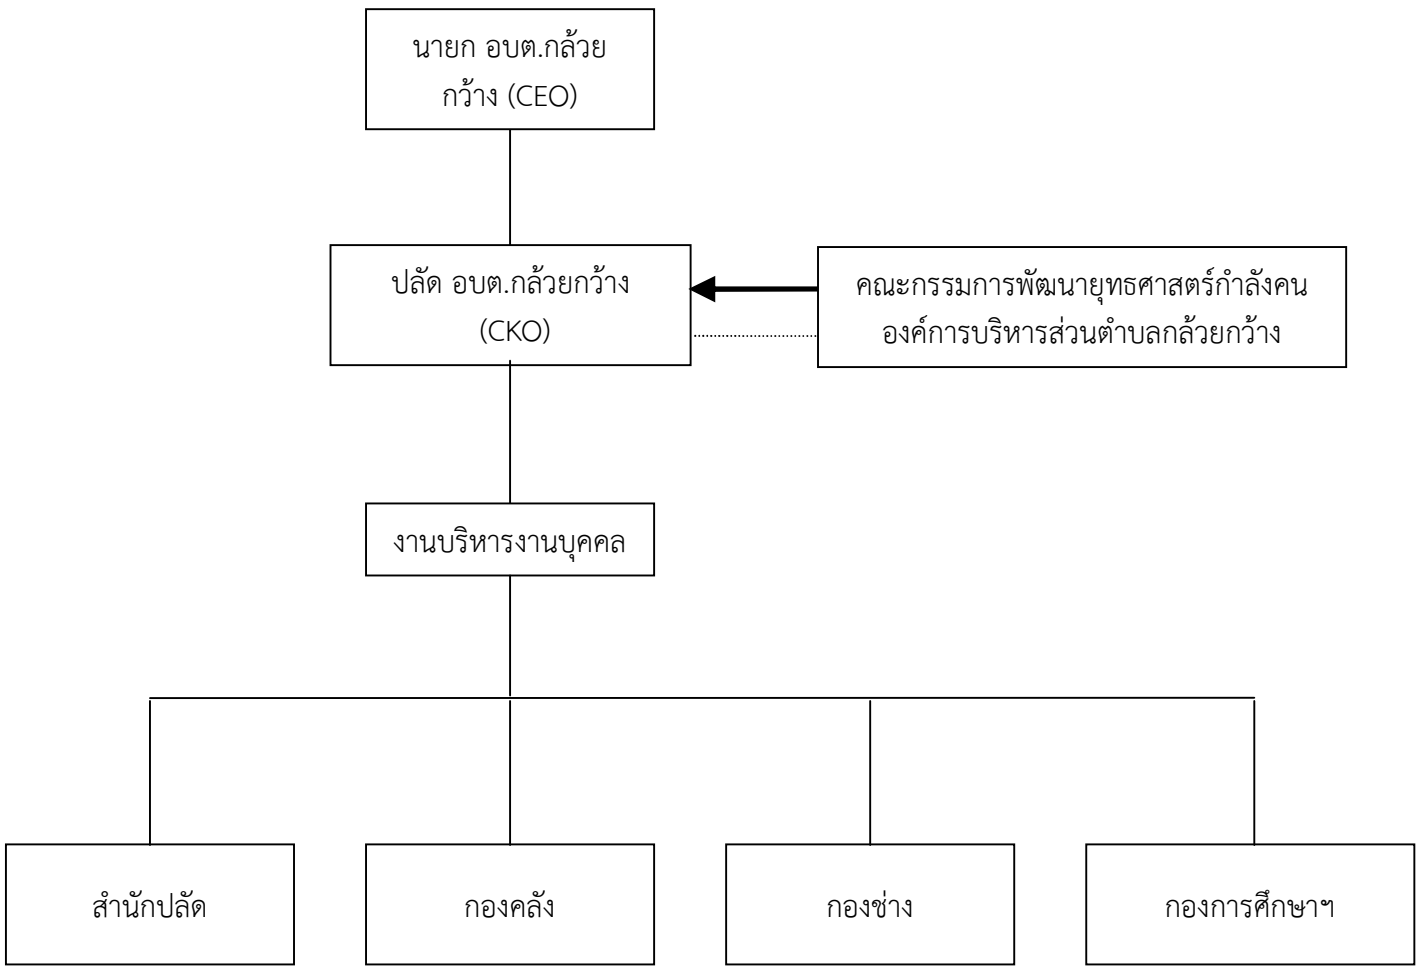 นายก อบต.กล้วย
กว้าง (CEO)
ปลัด อบต.กล้วยกว้าง
(CKO)
คณะกรรมการพัฒนายุทธศาสตร์กำลังคน
องค์การบริหารส่วนตำบลกล้วยกว้าง
งานบริหารงานบุคคล
สำนักปลัด
กองคลัง
กองช่าง
กองการศึกษาฯ